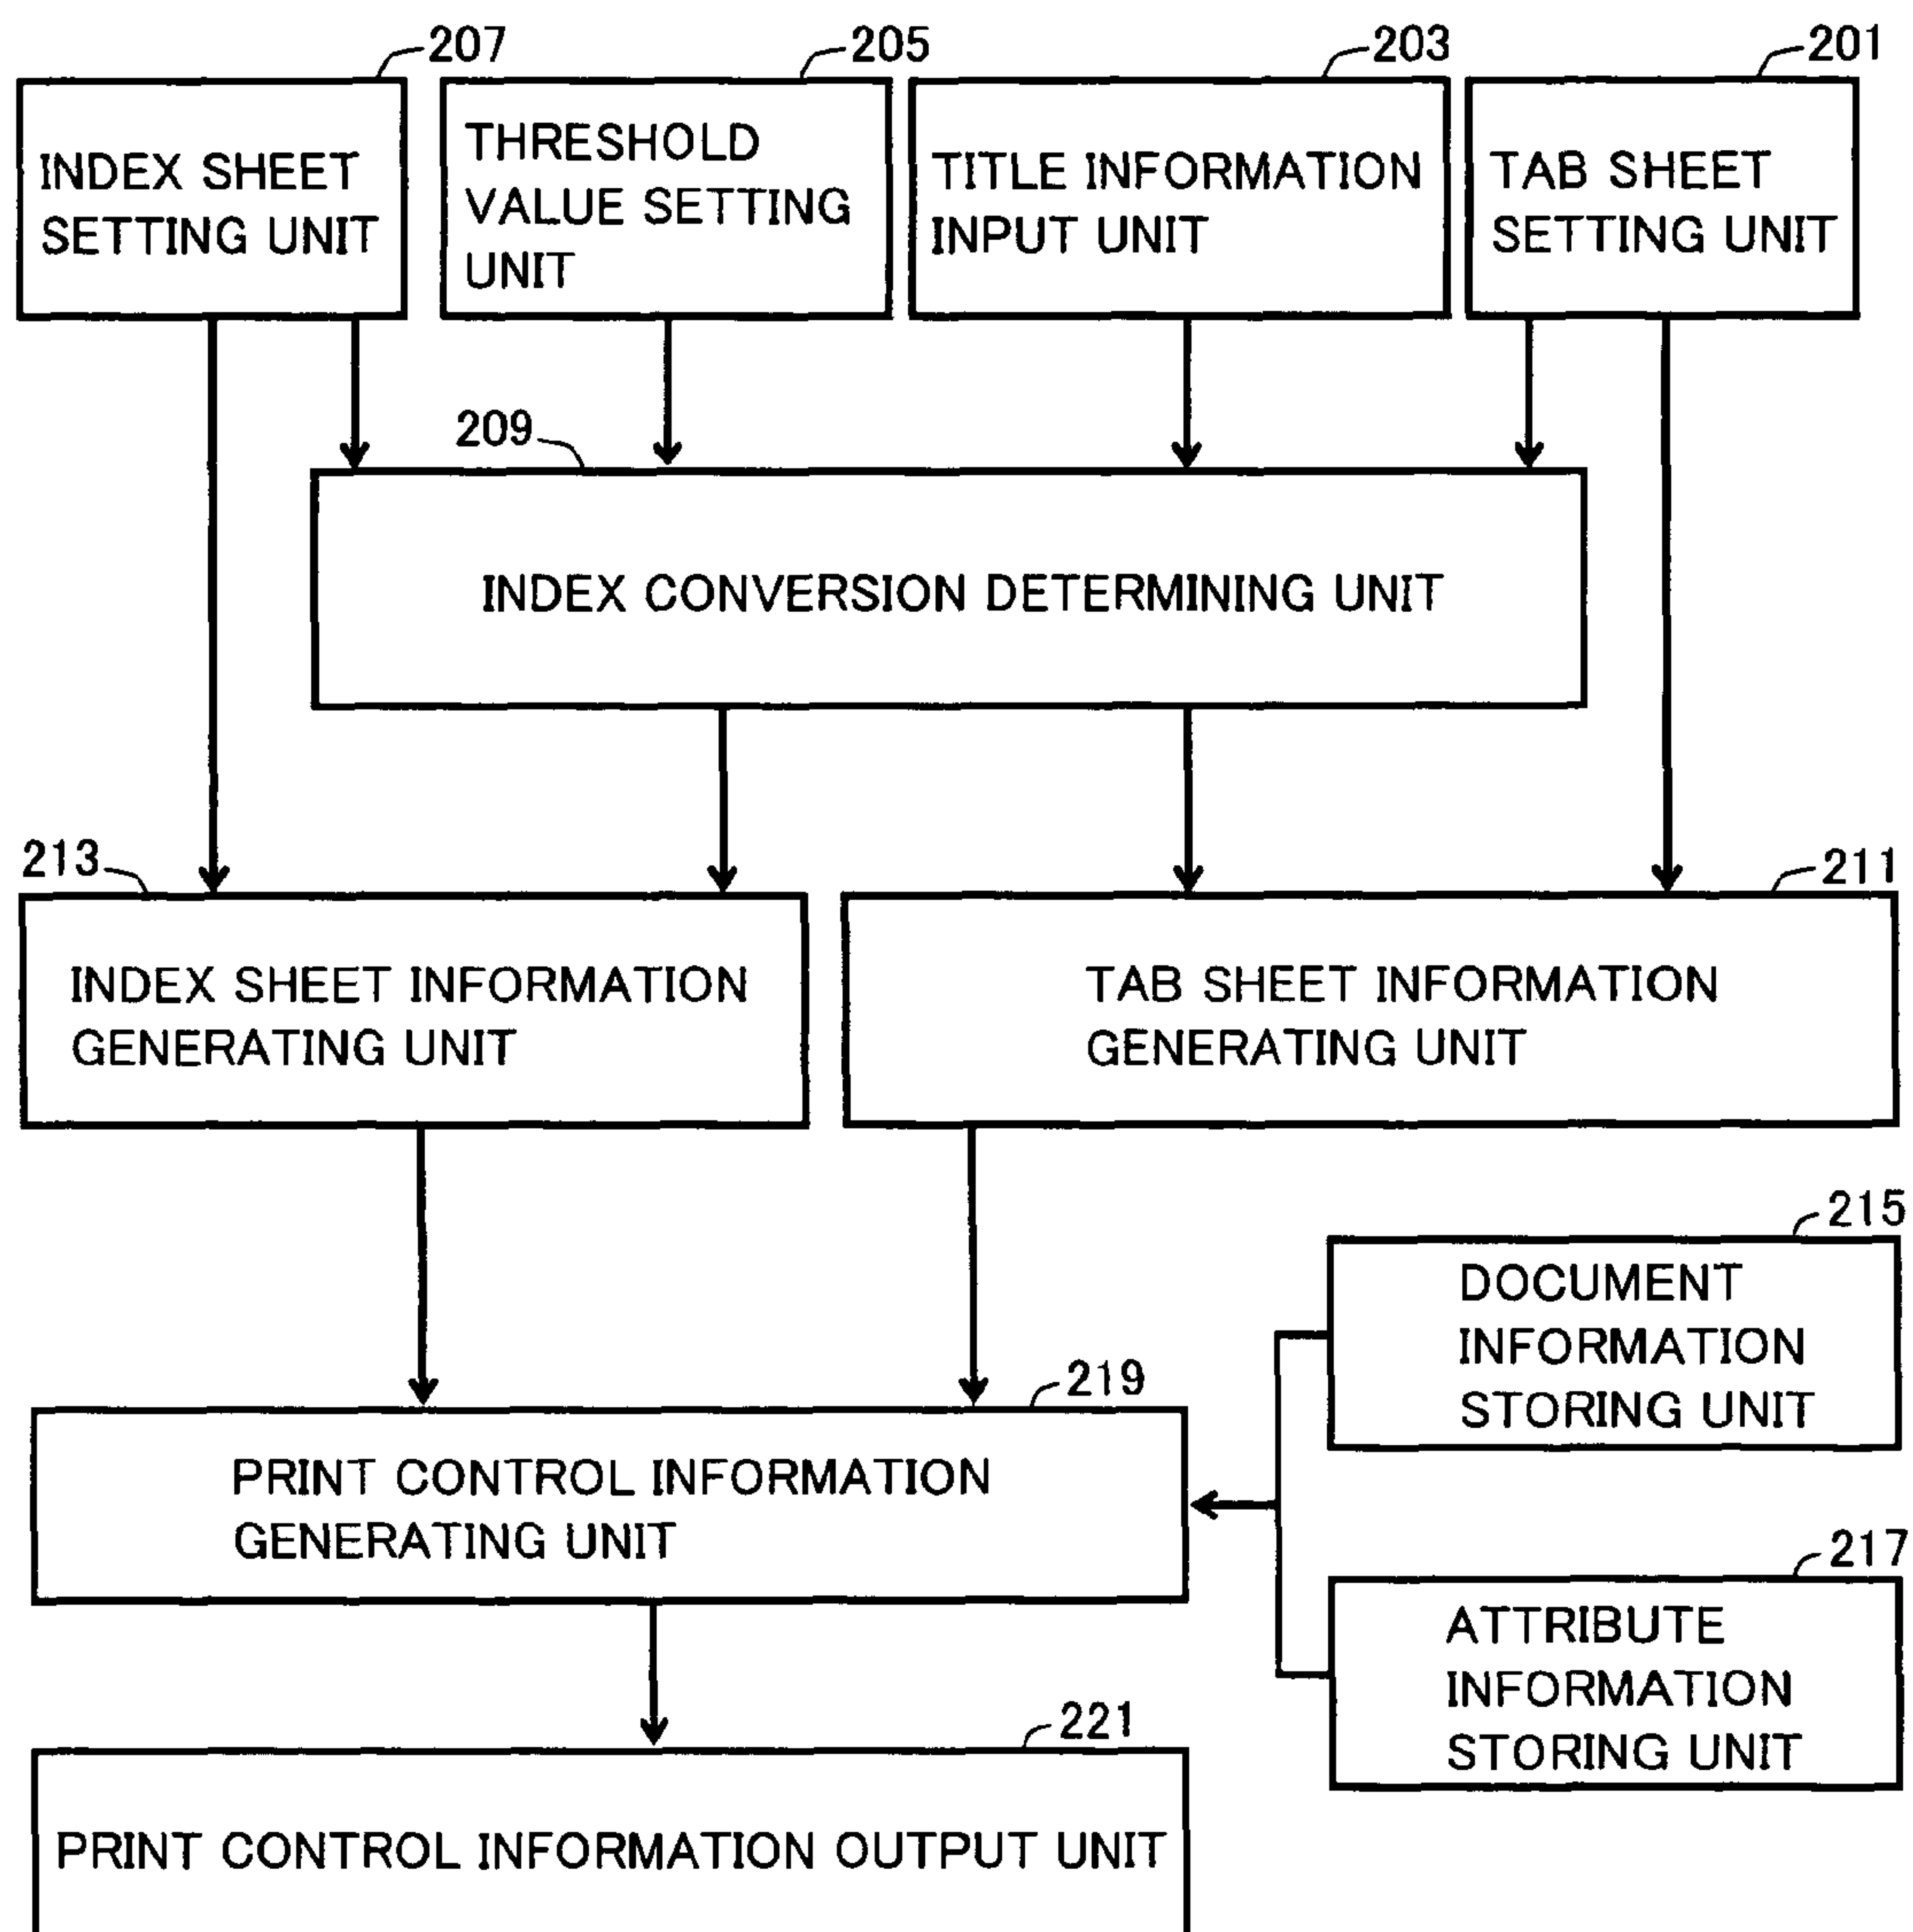 207
INDEX SHEET
SETTING UNIT
205
THRESHOLD
VALUE SETTING
UNIT
203
TITLE INFORMATION
INPUT UNIT
201
TAB SHEET
SETTING UNIT
209
INDEX CONVERSION DETERMINING UNIT
213
INDEX SHEET INFORMATION
GENERATING UNIT
211
TAB SHEET INFORMATION
GENERATING UNIT
215
DOCUMENT
INFORMATION
STORING UNIT
219
PRINT CONTROL INFORMATION
GENERATING UNIT
217
ATTRIBUTE
INFORMATION
STORING UNIT
221
PRINT CONTROL INFORMATION OUTPUT UNIT